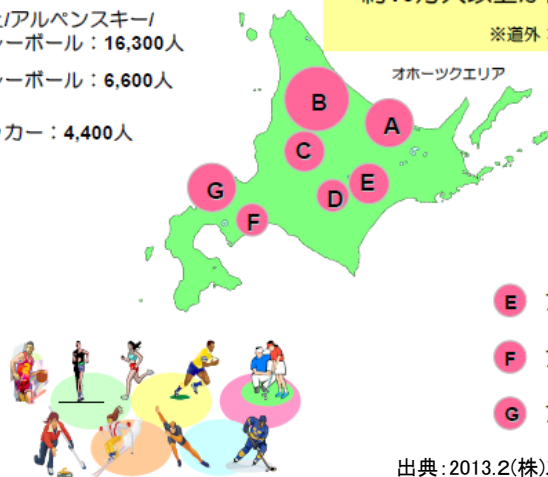 /アルペンスキー/
ーボール：16,300人
ーボール：6,600人
カー：4,400人
※道外
オホーツクエリア
B
A
C
E
D
G
F
E
F
G
出典：2013.2(株)